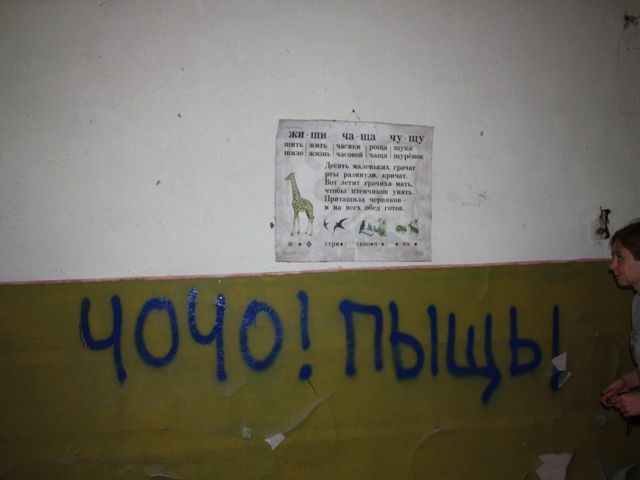 жи-ши ча-ща чу-щу
шить жить часики роща щука
шило жизнь часовой чаща щурёнок
Десять маленьких грачат
рты разинули, кричат.
Вот летит грачиха мать,
чтобы птенчиков унять.
Притащила червяков -
и на всех обед готов.
ЧОЧО! ПЫЩЬ!